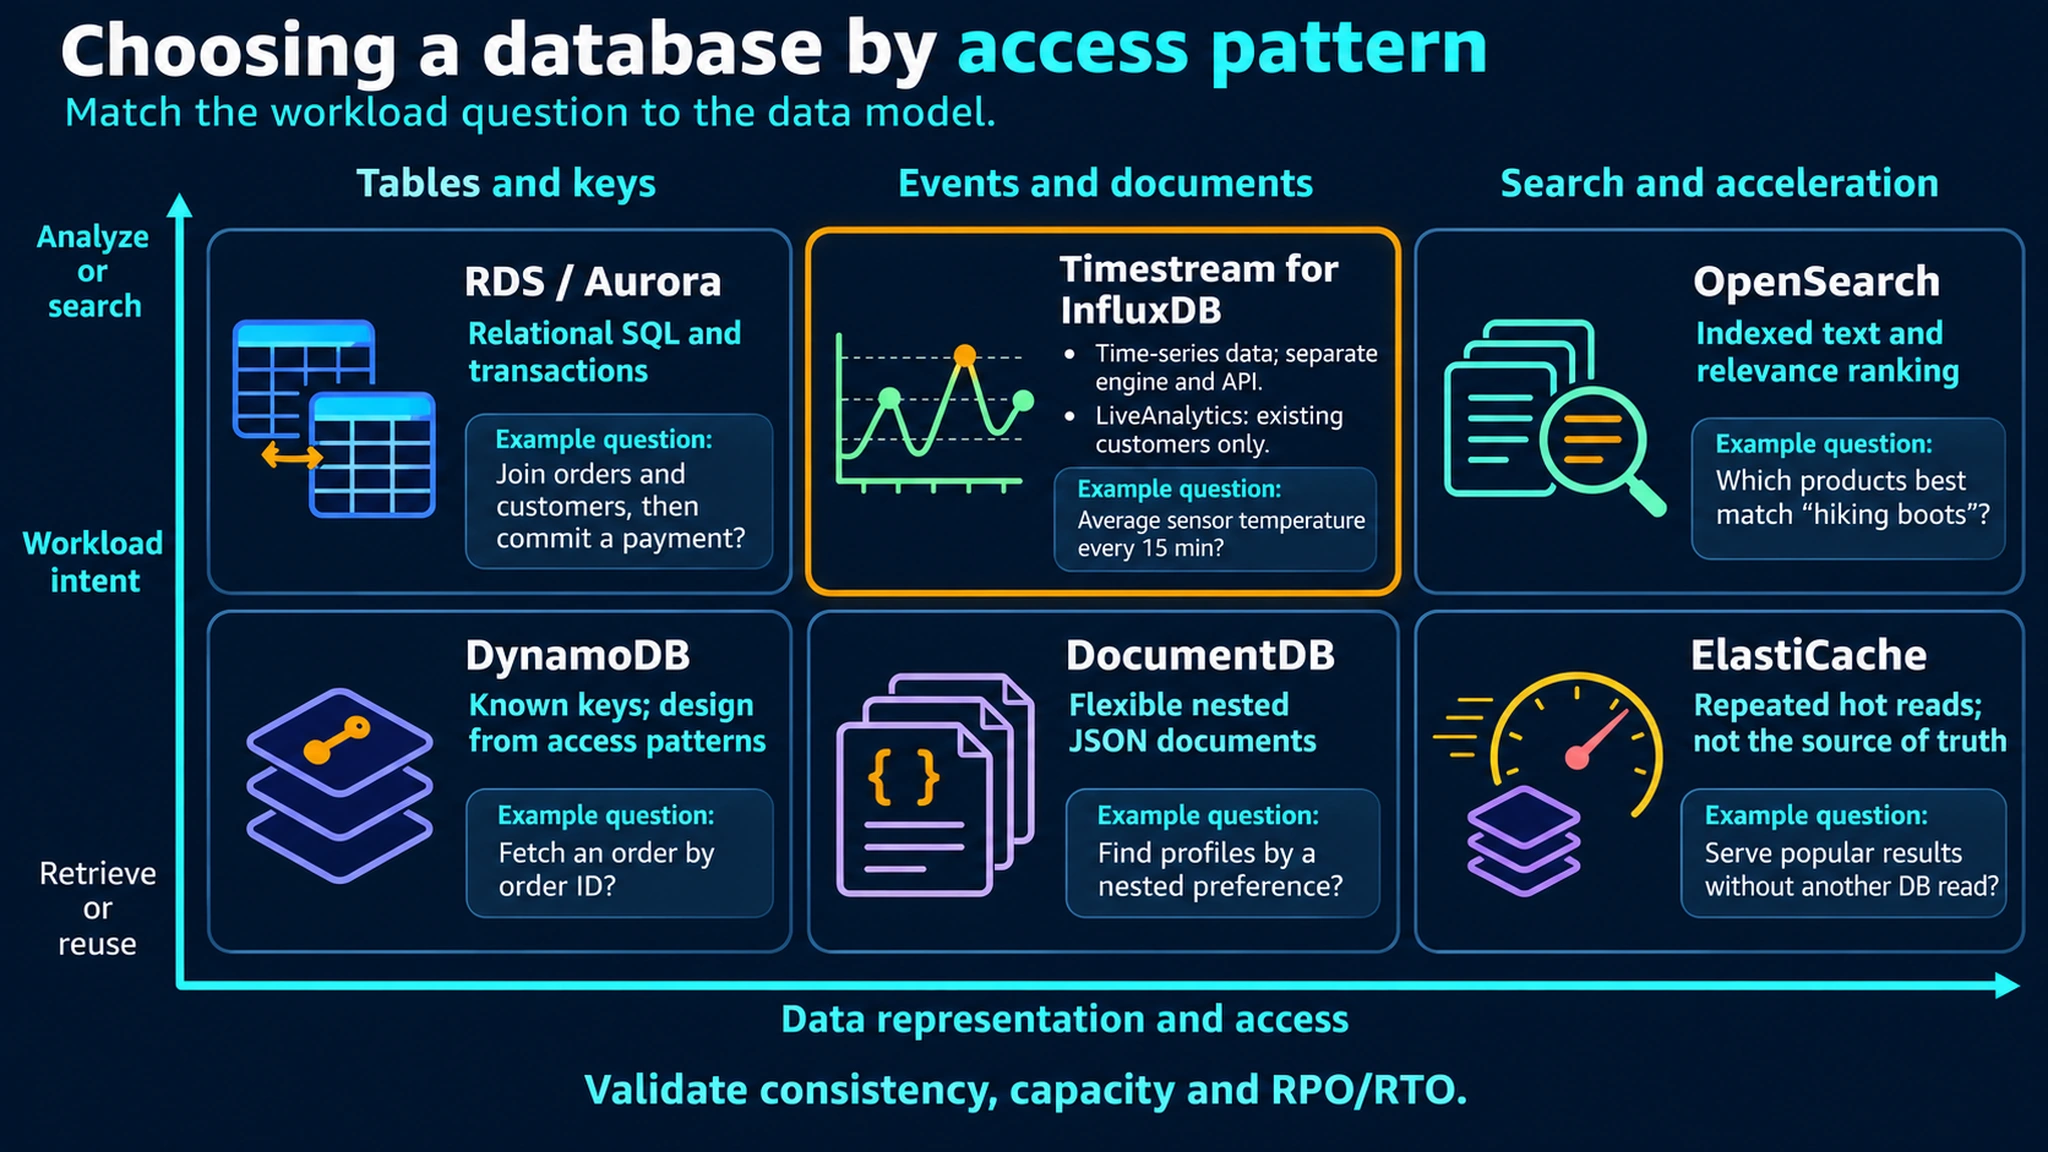 Choosing a database by access pattern
Match the workload question to the data model.
Tables and keys
Events and documents
Search and acceleration
Analyze
or
search
Workload
intent
Retrieve
or
reuse
RDS / Aurora
Relational SQL and
transactions
Example question:
Join orders and
customers, then
commit a payment?
Timestream for
InfluxDB
• Time-series data; separate
engine and API.
• LiveAnalytics: existing
customers only.
Example question:
Average sensor temperature
every 15 min?
OpenSearch
Indexed text and
relevance ranking
Example question:
Which products best
match “hiking boots”?
DynamoDB
Known keys; design
from access patterns
Example question:
Fetch an order by
order ID?
DocumentDB
Flexible nested
JSON documents
{ }
Example question:
Find profiles by a
nested preference?
ElastiCache
Repeated hot reads;
not the source of truth
Example question:
Serve popular results
without another DB read?
Data representation and access
Validate consistency, capacity and RPO/RTO.